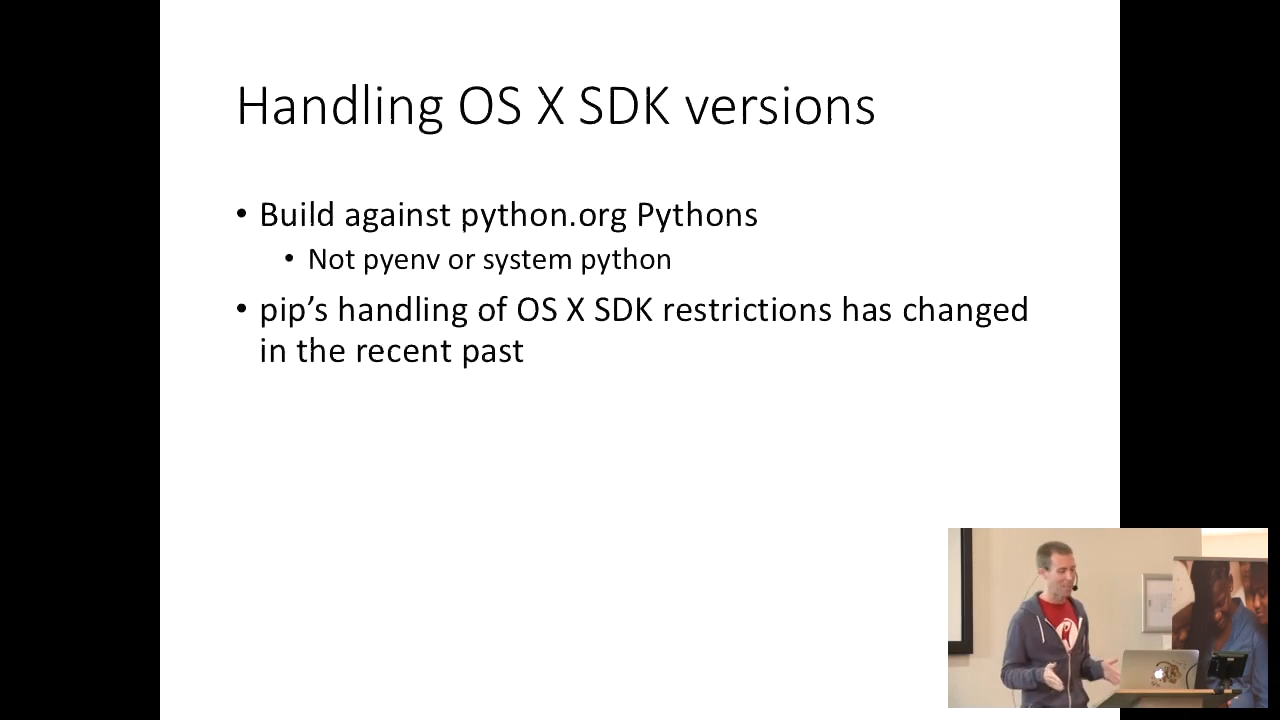 Handling OS X SDK versions
• Build against python.org Pythons
• Not pyenv or system python
• pip’s handling of OS X SDK restrictions has changed
in the recent past